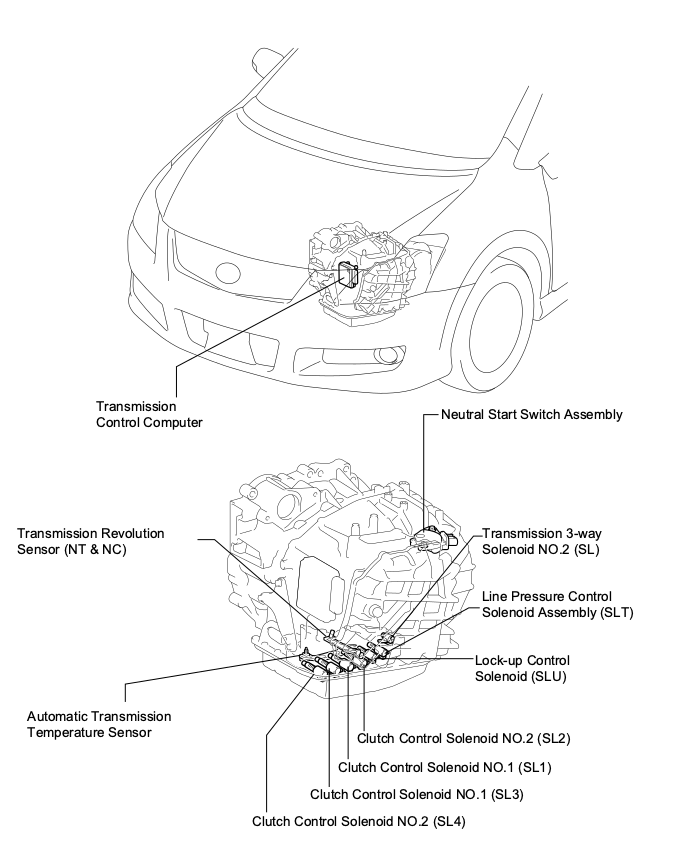 Transmission
Control Computer
Neutral Start Switch Assembly
Transmission Revolution
Sensor (NT & NC)
Transmission 3-way
Solenoid NO.2 (SL)
Line Pressure Control
Solenoid Assembly (SLT)
Lock-up Control
Solenoid (SLU)
Automatic Transmission
Temperature Sensor
Clutch Control Solenoid NO.2 (SL2)
Clutch Control Solenoid NO.1 (SL1)
Clutch Control Solenoid NO.1 (SL3)
Clutch Control Solenoid NO.2 (SL4)